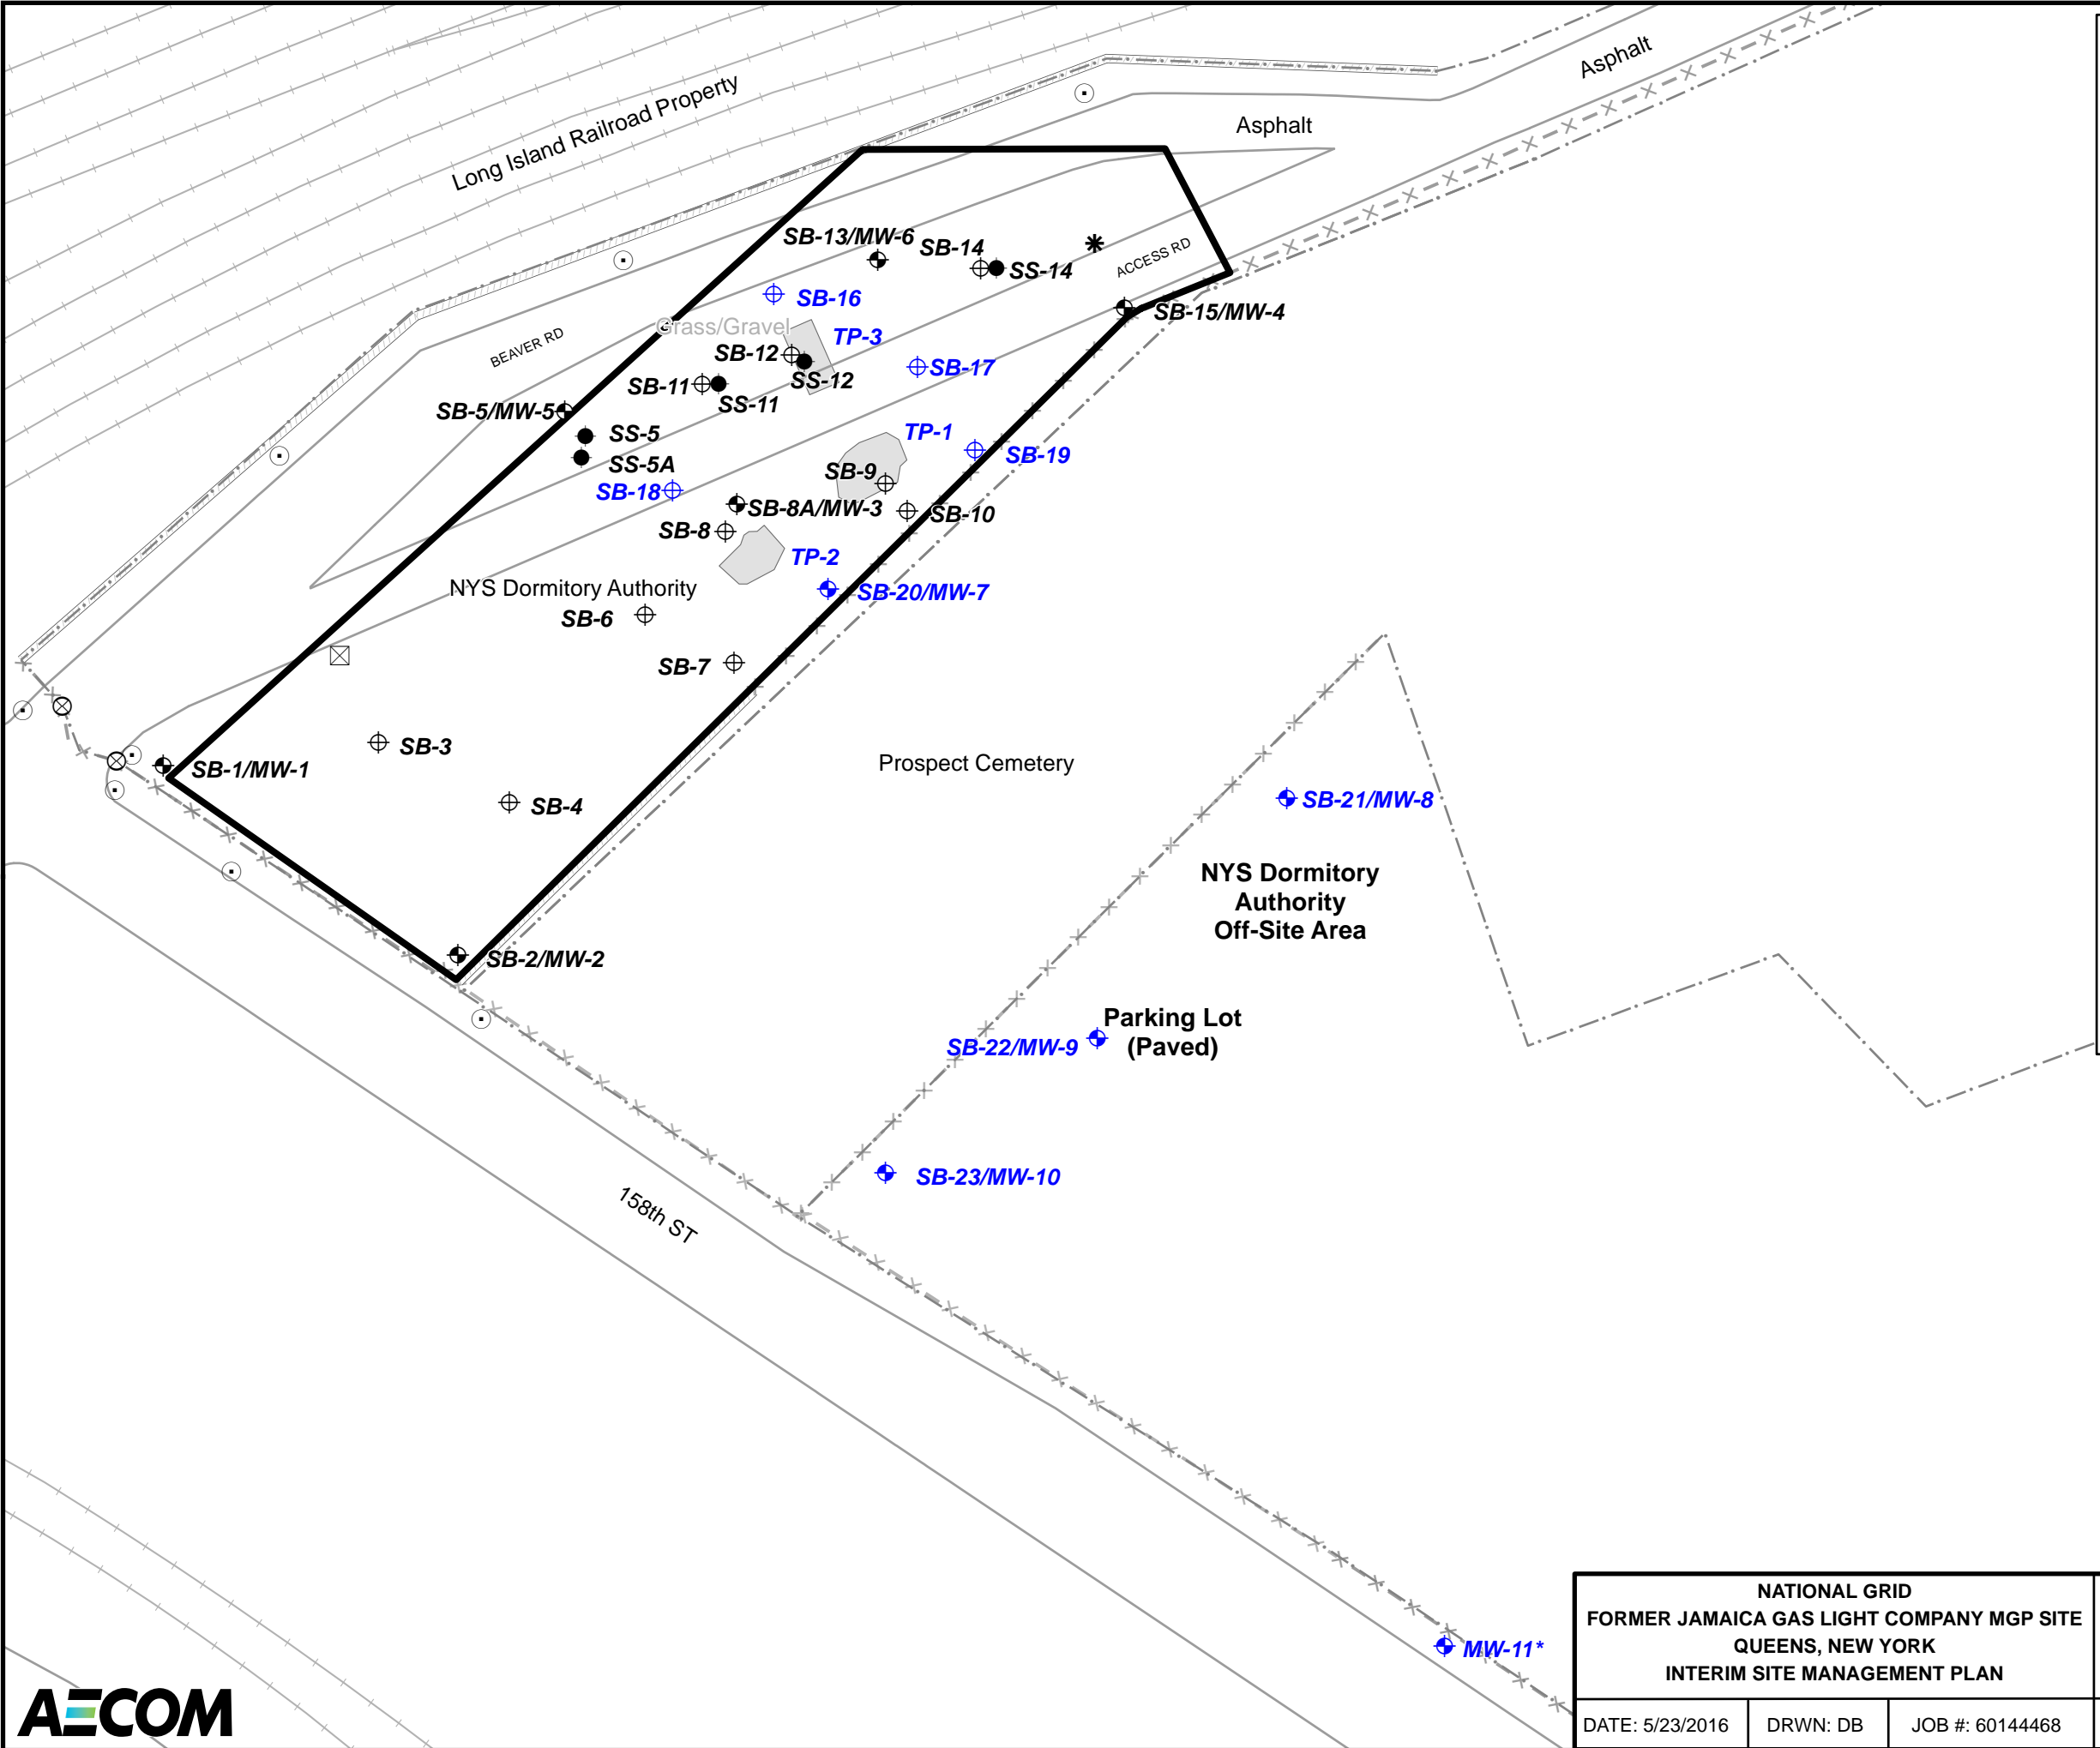 Asphalt
Long Island Railroad Property
Asphalt
SB-13/MW-6
SB-14
SS-14
ACCESS RD
SB-16
SB-15/MW-4
Grass/Gravel
TP-3
BEAVER RD
SB-12
SB-17
SS-12
SB-11
SS-11
SB-5/MW-5
SS-5
TP-1
SS-5A
SB-19
SB-9
SB-18
SB-8A/MW-3
SB-10
SB-8
TP-2
NYS Dormitory Authority
SB-20/MW-7
SB-6
SB-7
SB-3
Prospect Cemetery
SB-1/MW-1
SB-4
SB-21/MW-8
NYS Dormitory
Authority
Off-Site Area
SB-2/MW-2
Parking Lot
(Paved)
SB-22/MW-9
SB-23/MW-10
158th ST
MW-11*
NATIONAL GRID
FORMER JAMAICA GAS LIGHT COMPANY MGP SITE
QUEENS, NEW YORK
INTERIM SITE MANAGEMENT PLAN
DATE: 5/23/2016
DRWN: DB
JOB #: 60144468
AECOM